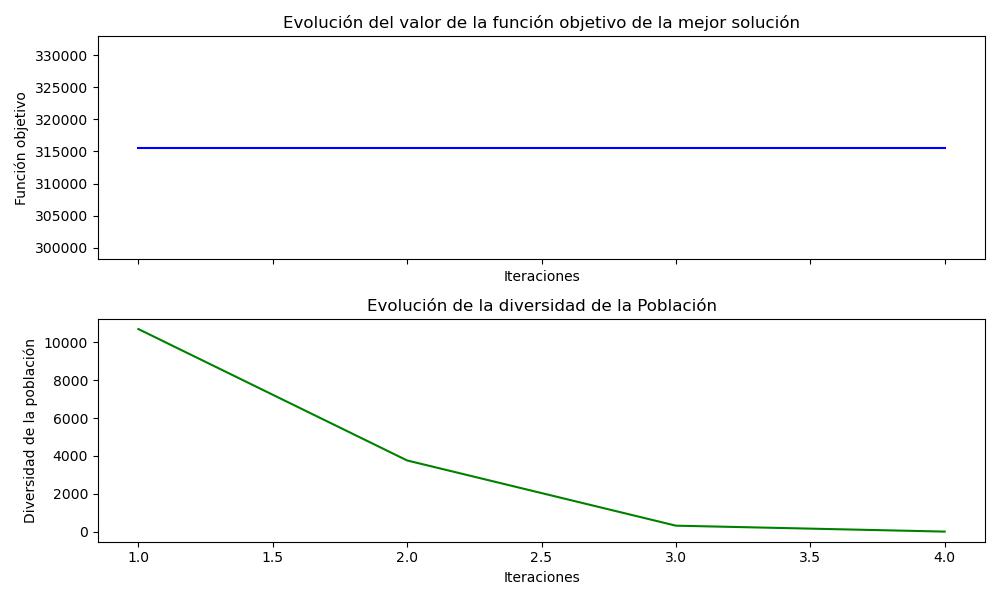 Evolución del valor de la función objetivo de la mejor solución
330000
325000
320000
315000
310000
305000
300000
Función objetivo
Iteraciones
Evolución de la diversidad de la Población
10000
8000
6000
4000
2000
0
Diversidad de la población
1.0 1.5 2.0 2.5 3.0 3.5 4.0
Iteraciones